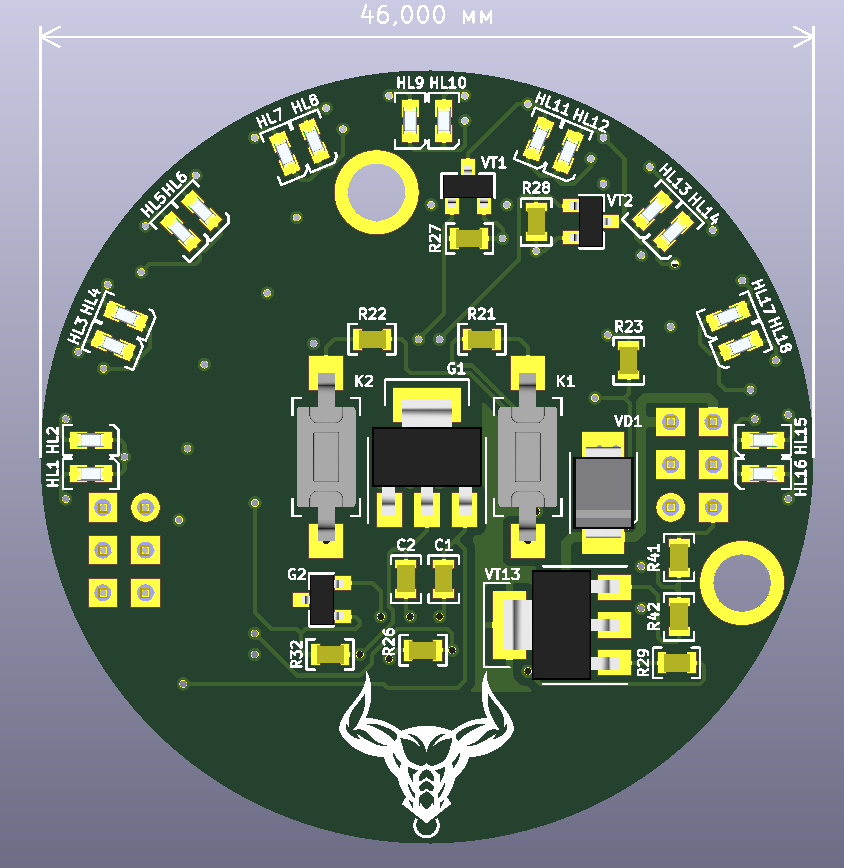 46,000 мм
HL9 HL10
HL7 HL8
HL11 HL12
VT1
HL5 HL6
R28
VT2
HL13 HL14
R27
HL3 HL4
R22
R21
HL17 HL18
R23
G1
K2
K1
VD1
HL1 HL2
HL15
HL16
C2 C1
R41
G2
VT13
R42
R32
R26
R29